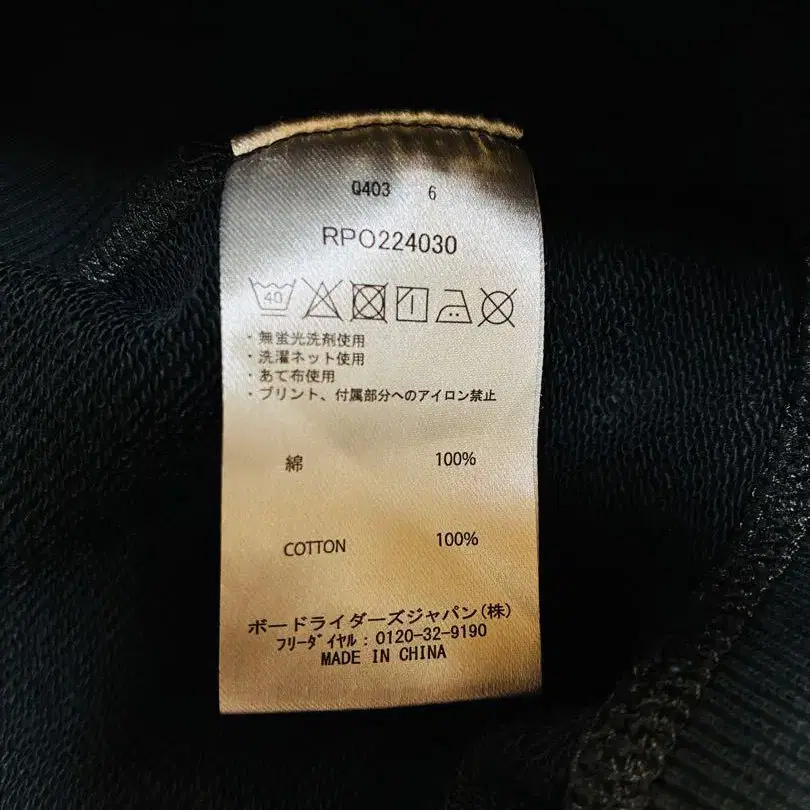 Q403 6
RPO224030
40
・無蛍光洗剤使用
・洗濯ネット使用
・あて布使用
・プリント、付属部分へのアイロン禁止
綿 100%
COTTON 100%
ボードライダーズジャパン(株)
フリーダイヤル:0120-32-9190
MADE IN CHINA